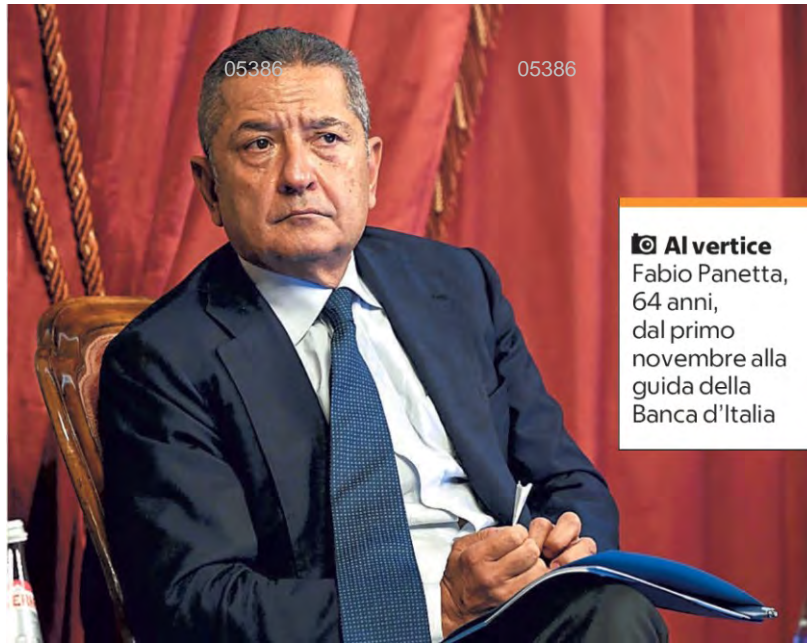 05386 05386
Al vertice
Fabio Panetta,
64 anni,
dal primo
novembre alla
guida della
Banca d'Italia